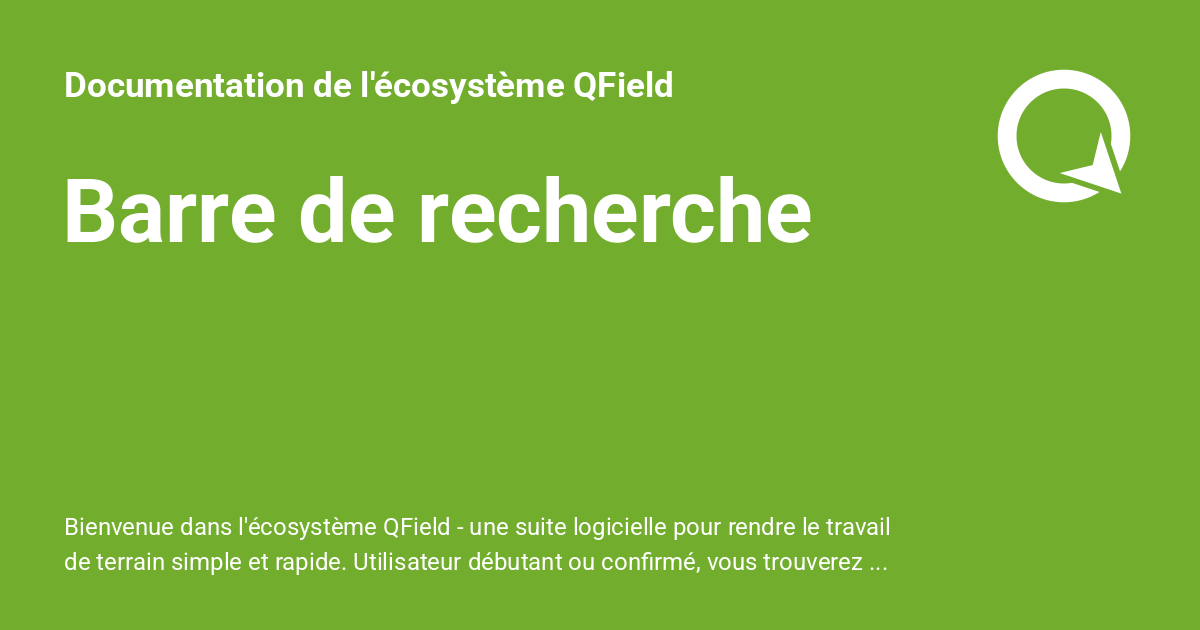 Documentation de l'écosystème QField
Barre de recherche
Bienvenue dans l'écosystème QField - une suite logicielle pour rendre le travail
de terrain simple et rapide. Utilisateur débutant ou confirmé, vous trouverez ...